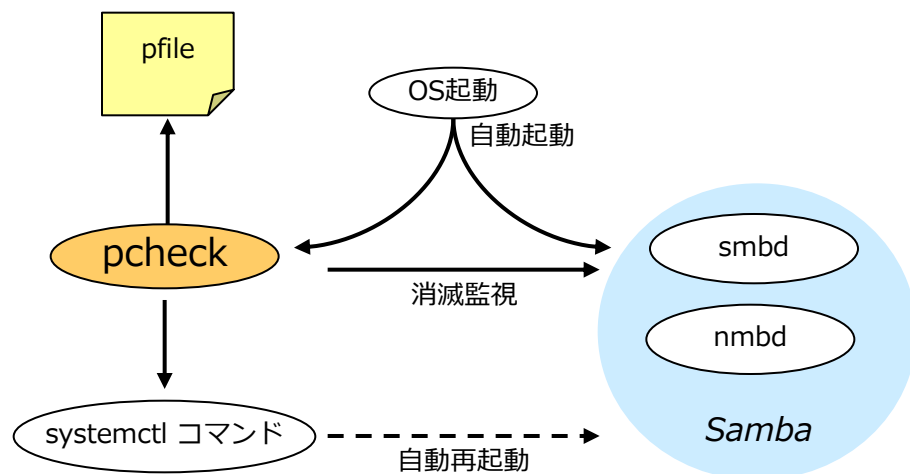 pfile
OS起動
自動起動
pcheck
smbd
消滅監視
nmbd
systemctl コマンド
Samba
自動再起動